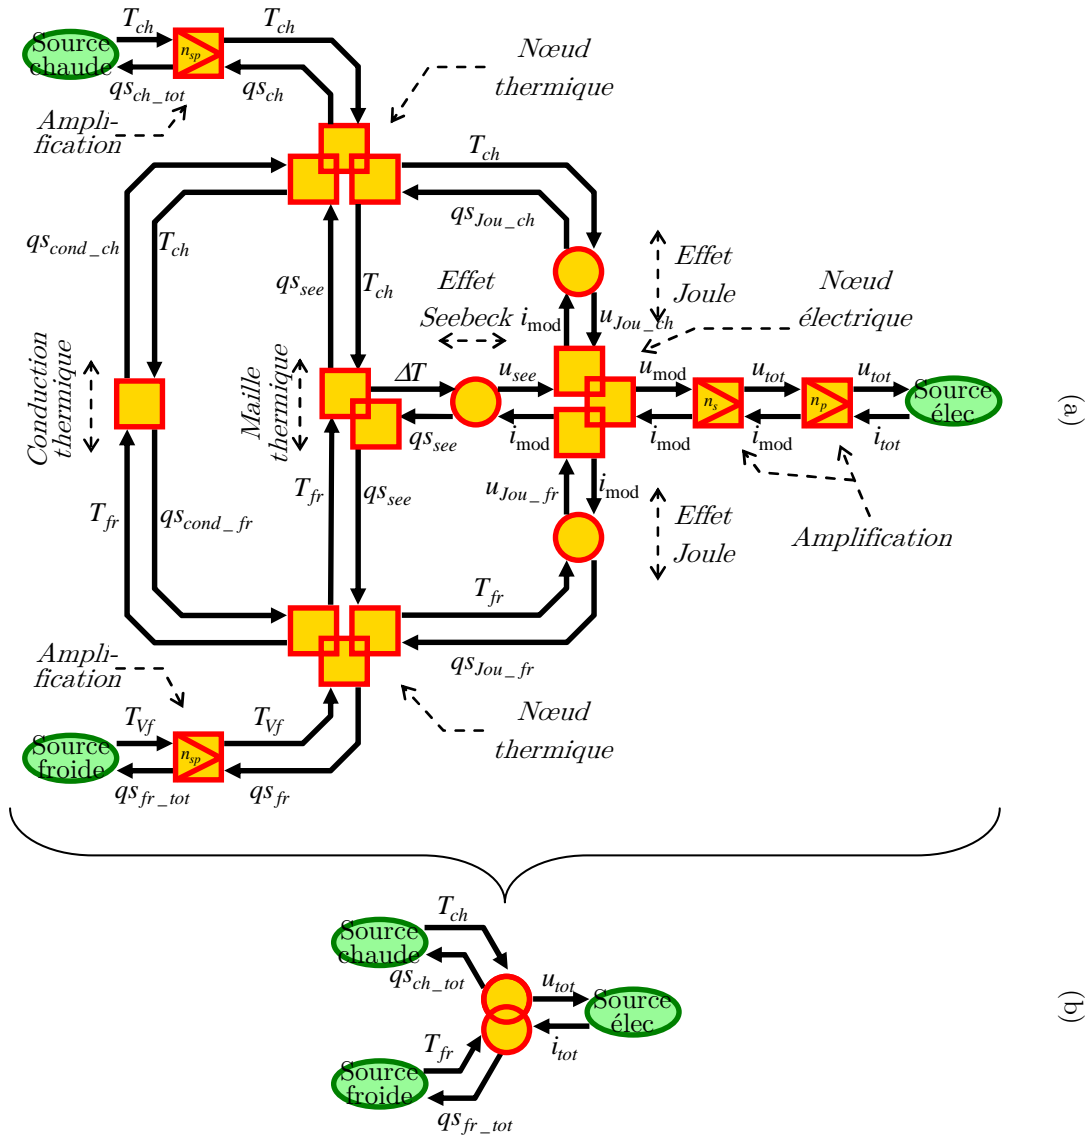 T_ch
T_ch
Source
chaude
n_sp
qs_ch_tot
qs_ch
Nœud
thermique
Ampli-
fication
T_ch
qs_Jou_ch
qs_cond_ch
T_ch
qs_see
T_ch
Effet
Seebeck
Effet
Joule
i_mod
u_Jou_ch
Nœud
électrique
Conduction
thermique
Maille
thermique
ΔT
u_see
u_mod
u_tot
u_tot
n_s
n_p
Source
élec
qs_see
i_mod
i_mod
i_mod
i_tot
(a)
T_fr
qs_cond_fr
T_fr
qs_see
u_Jou_fr
i_mod
Effet
Joule
Amplification
T_fr
qs_Jou_fr
Ampli-
fication
Nœud
thermique
T_Vf
T_Vf
Source
froide
n_sp
qs_fr_tot
qs_fr
T_ch
Source
chaude
qs_ch_tot
u_tot
Source
élec
i_tot
(b)
T_fr
Source
froide
qs_fr_tot